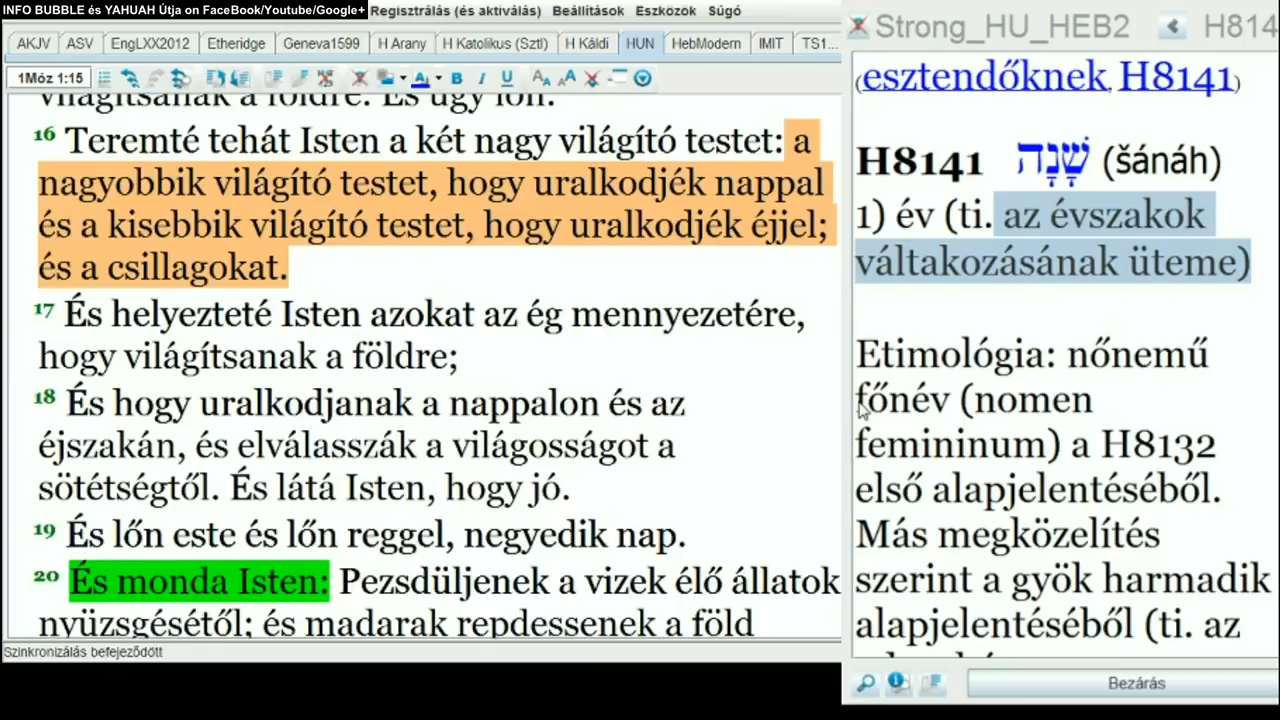 INFO BUBBLE és YAHUAH Útja on FaceBook/Youtube/Google+ Regisztrálás (és aktiválás) Beállítások Eszközök Súgó
AKJV ASV EngLXX2012 Etheridge Geneva1599 H Arany H Katolikus (SztI) H Káldi HUN HebModern IMIT TS1...
1Móz 1:15
világítsanak a földre. És úgy lőn.
16 Teremté tehát Isten a két nagy világító testet: a
nagyobbik világító testet, hogy uralkodjék nappal
és a kisebbik világító testet, hogy uralkodjék éjjel;
és a csillagokat.
17 És helyezteté Isten azokat az ég mennyezetére,
hogy világítsanak a földre;
18 És hogy uralkodjanak a nappalon és az
éjszakán, és elválasszák a világosságot a
sötétségtől. És látá Isten, hogy jó.
19 És lőn este és lőn reggel, negyedik nap.
20 És monda Isten: Pezsdüljenek a vizek élő állatok
nyüzsgésétől; és madarak repdessenek a föld
Szinkronizálás befejeződött
Strong_HU_HEB2 H814
(esztendőknek, H8141)
H8141 שָׁנָה (šánáh)
1) év (ti. az évszakok
váltakozásának üteme)
Etimológia: nőnemű
főnév (nomen
femininum) a H8132
első alapjelentéséből.
Más megközelítés
szerint a gyök harmadik
alapjelentéséből (ti. az
Bezárás